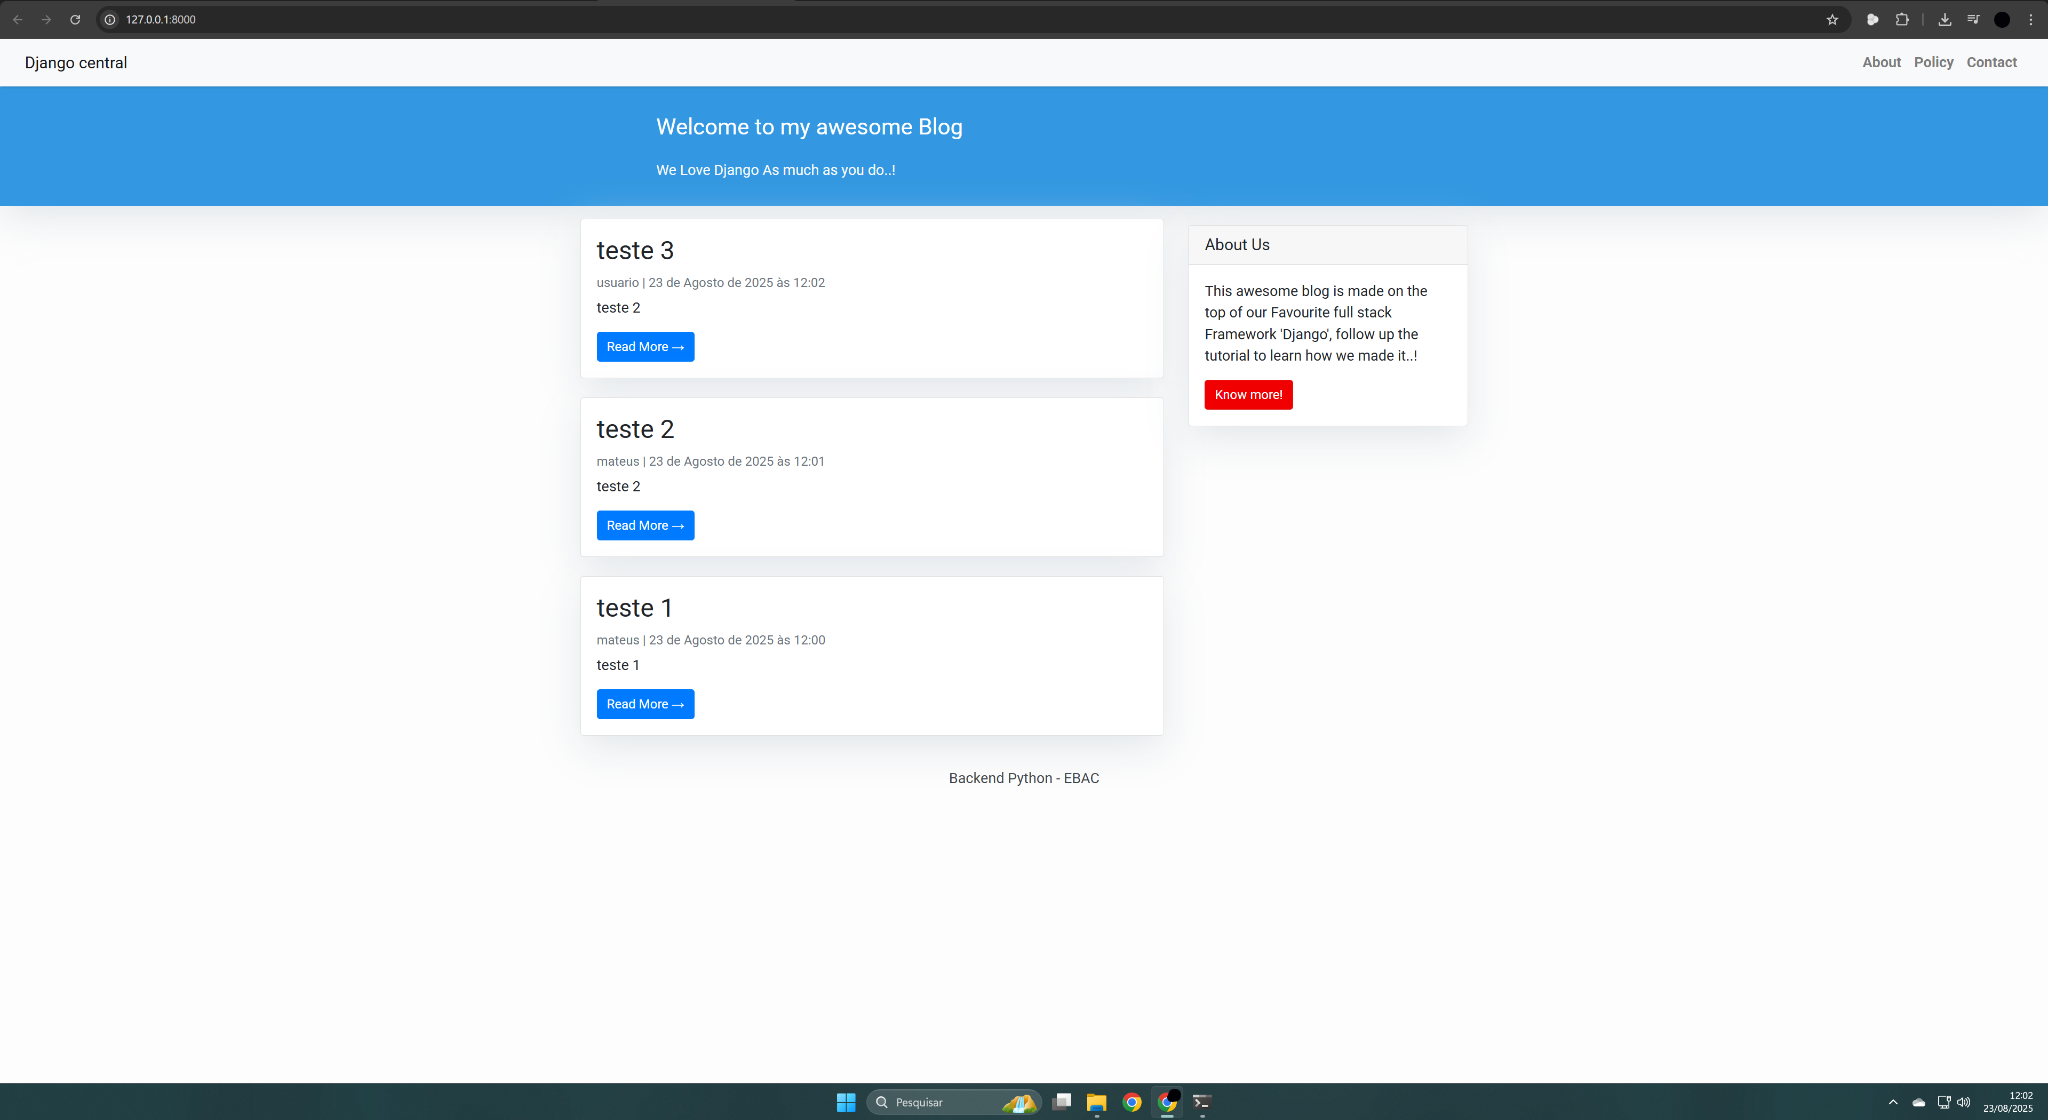 127.0.0.1:8000
Django central
About Policy Contact
Welcome to my awesome Blog
We Love Django As much as you do..!
teste 3
usuario | 23 de Agosto de 2025 às 12:02
teste 2
Read More →
teste 2
mateus | 23 de Agosto de 2025 às 12:01
teste 2
Read More →
teste 1
mateus | 23 de Agosto de 2025 às 12:00
teste 1
Read More →
About Us
This awesome blog is made on the
top of our Favourite full stack
Framework 'Django', follow up the
tutorial to learn how we made it..!
Know more!
Backend Python - EBAC
Pesquisar
12:02
23/08/2025